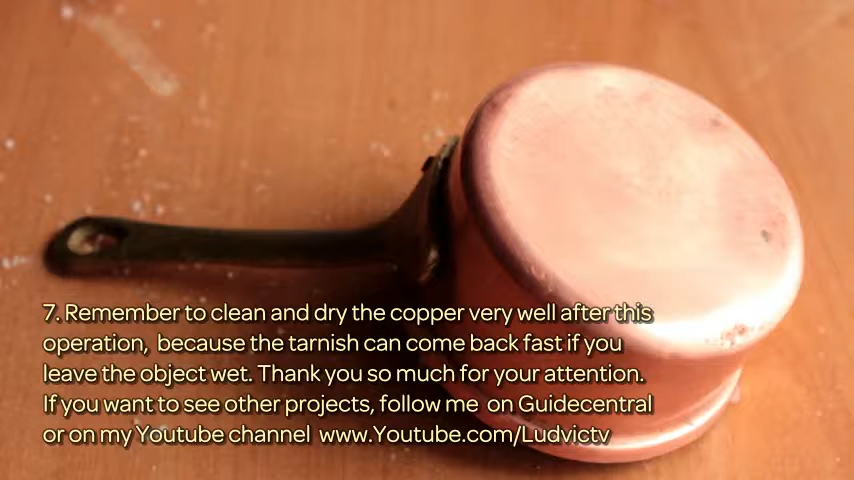 7. Remember to clean and dry the copper very well after this
operation,  because the tarnish can come back fast if you
leave the object wet. Thank you so much for your attention.
If you want to see other projects, follow me  on Guidecentral
or on my Youtube channel  www.Youtube.com/Ludvictv